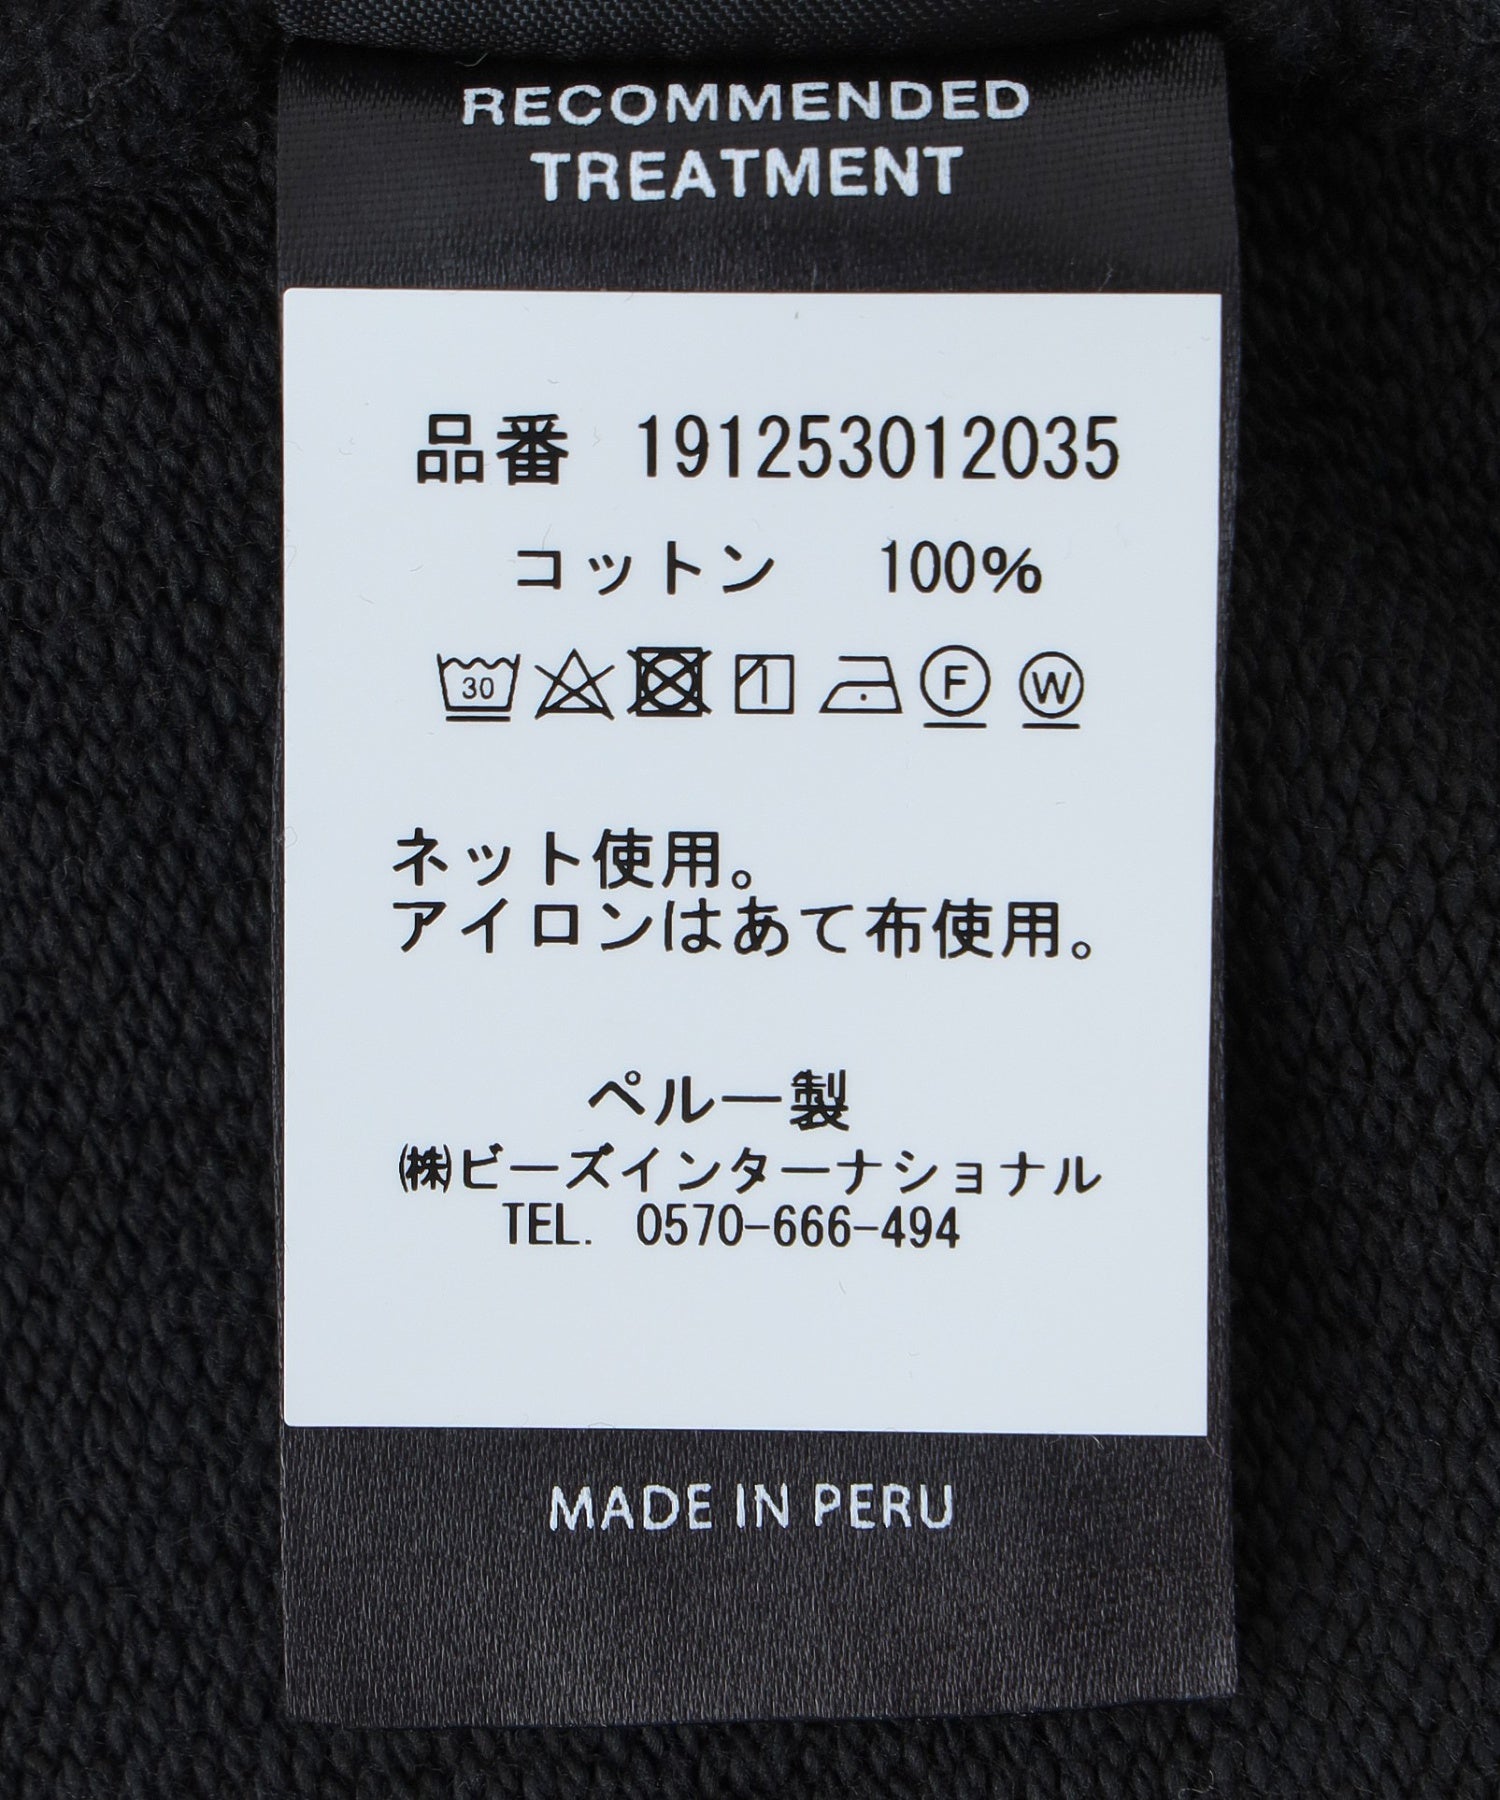 RECOMMENDED
TREATMENT
品番 191253012035
コットン 100%
30 1 F W
ネット使用。
アイロンはあて布使用。
ペルー製
㈱ビーズインターナショナル
TEL. 0570-666-494
MADE IN PERU